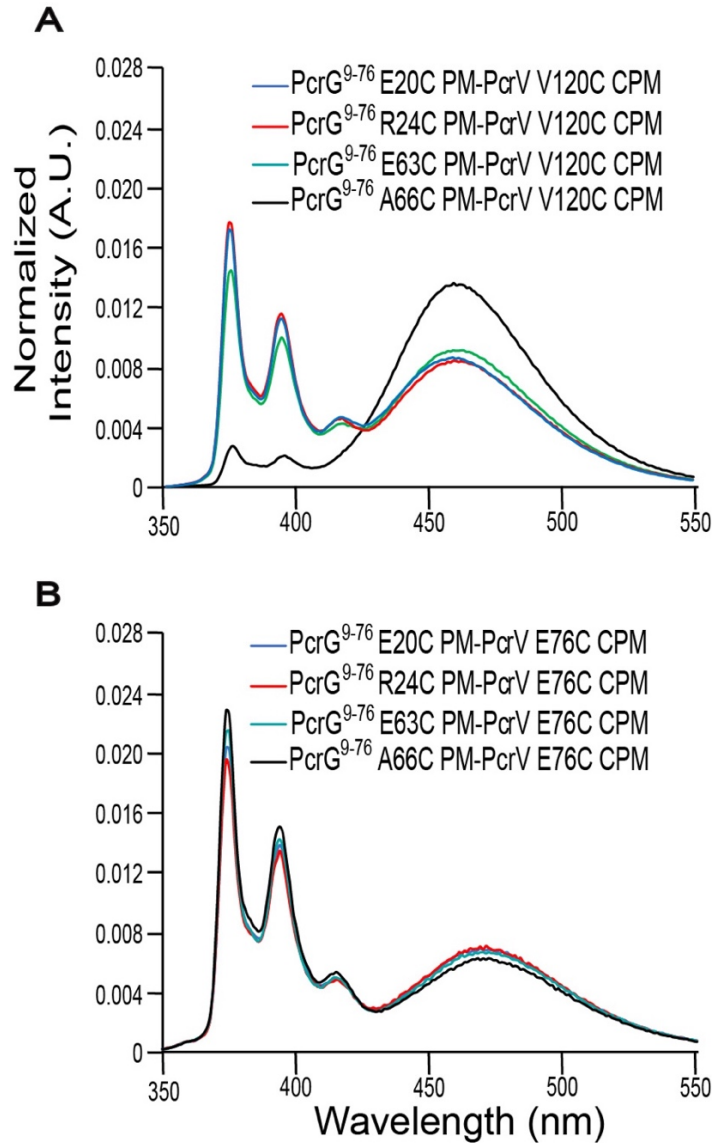 A
0.028
PcrG9-76 E20C PM-PcrV V120C CPM
0.024
PcrG9-76 R24C PM-PcrV V120C CPM
0.020
PcrG9-76 E63C PM-PcrV V120C CPM
PcrG9-76 A66C PM-PcrV V120C CPM
0.016
0.012
0.008
0.004
0
Normalized
Intensity (A.U.)
350 400 450 500 550
B
0.028
PcrG9-76 E20C PM-PcrV E76C CPM
0.024
PcrG9-76 R24C PM-PcrV E76C CPM
PcrG9-76 E63C PM-PcrV E76C CPM
0.020
PcrG9-76 A66C PM-PcrV E76C CPM
0.016
0.012
0.008
0.004
0
350 400 450 500 550
Wavelength (nm)